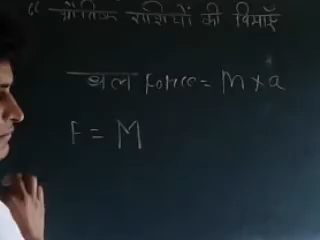 “ भौतिक राशियों की विमाएँ
बल Force = M × a
F = M